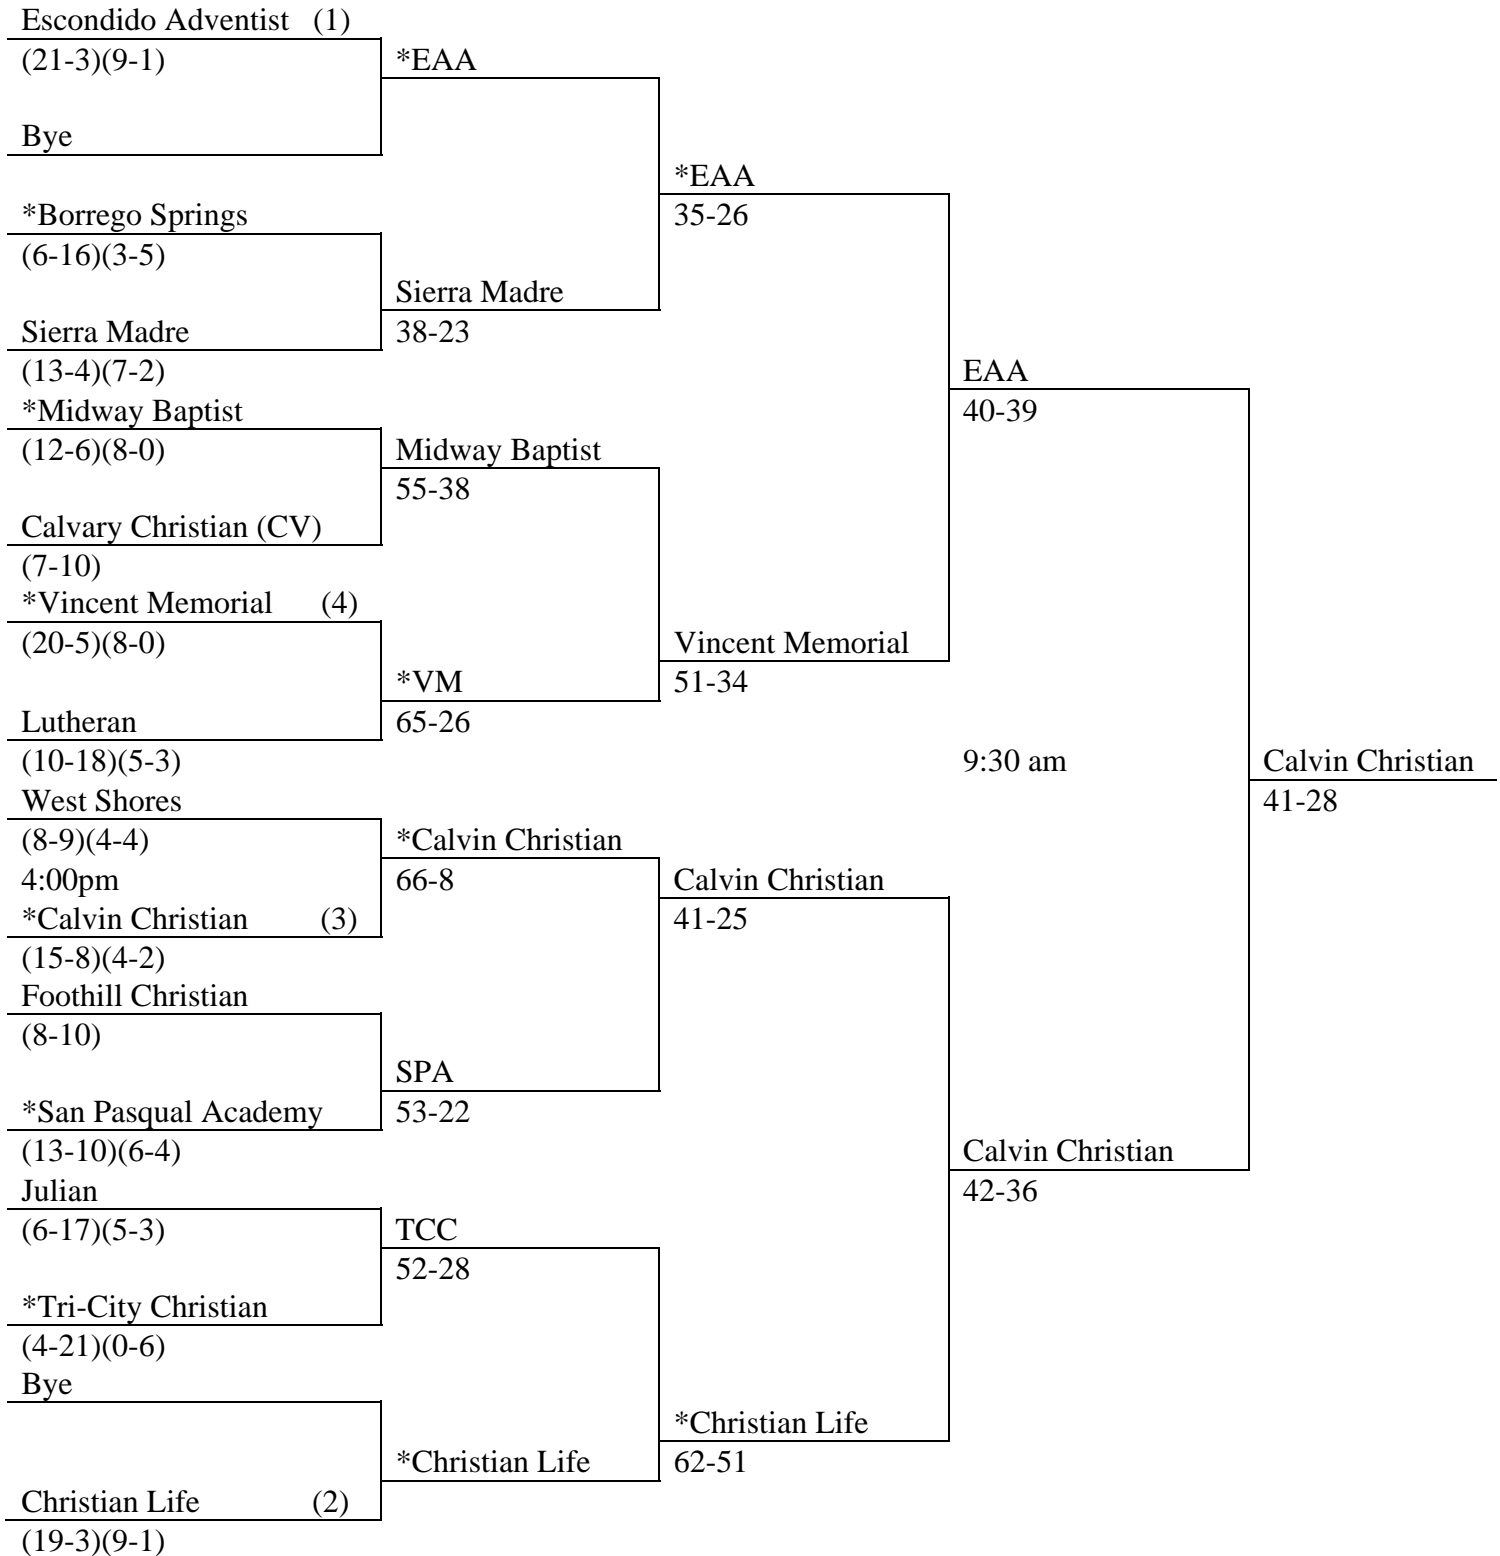 Escondido Adventist (1)
(21-3)(9-1)
*EAA
Bye
*EAA
*Borrego Springs
35-26
(6-16)(3-5)
Sierra Madre
Sierra Madre
38-23
(13-4)(7-2)
EAA
*Midway Baptist
40-39
(12-6)(8-0)
Midway Baptist
55-38
Calvary Christian (CV)
(7-10)
*Vincent Memorial (4)
(20-5)(8-0)
Vincent Memorial
*VM
51-34
Lutheran
65-26
(10-18)(5-3)
9:30 am
Calvin Christian
West Shores
41-28
(8-9)(4-4)
*Calvin Christian
4:00pm
66-8
Calvin Christian
*Calvin Christian (3)
41-25
(15-8)(4-2)
Foothill Christian
(8-10)
SPA
*San Pasqual Academy
53-22
(13-10)(6-4)
Calvin Christian
Julian
42-36
(6-17)(5-3)
TCC
52-28
*Tri-City Christian
(4-21)(0-6)
Bye
*Christian Life
*Christian Life
62-51
Christian Life (2)
(19-3)(9-1)